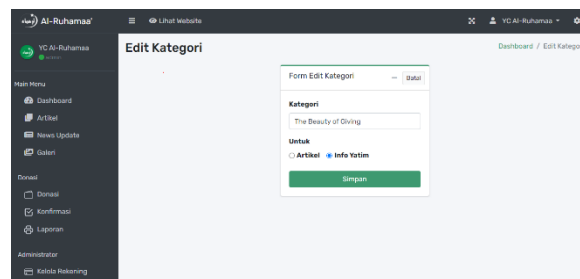 Al-Ruhamaa'
Lihat Website
YC Al-Ruhamaa
YC Al-Ruhamaa
Edit Kategori
Dashboard / Edit Katego
Main Menu
Dashboard
Artikel
News Update
Galeri
Donasi
Donasi
Konfirmasi
Laporan
Administrator
Kelola Rekening
Form Edit Kategori
Batal
Kategori
The Beauty of Giving
Untuk
Artikel Info Yatim
Simpan